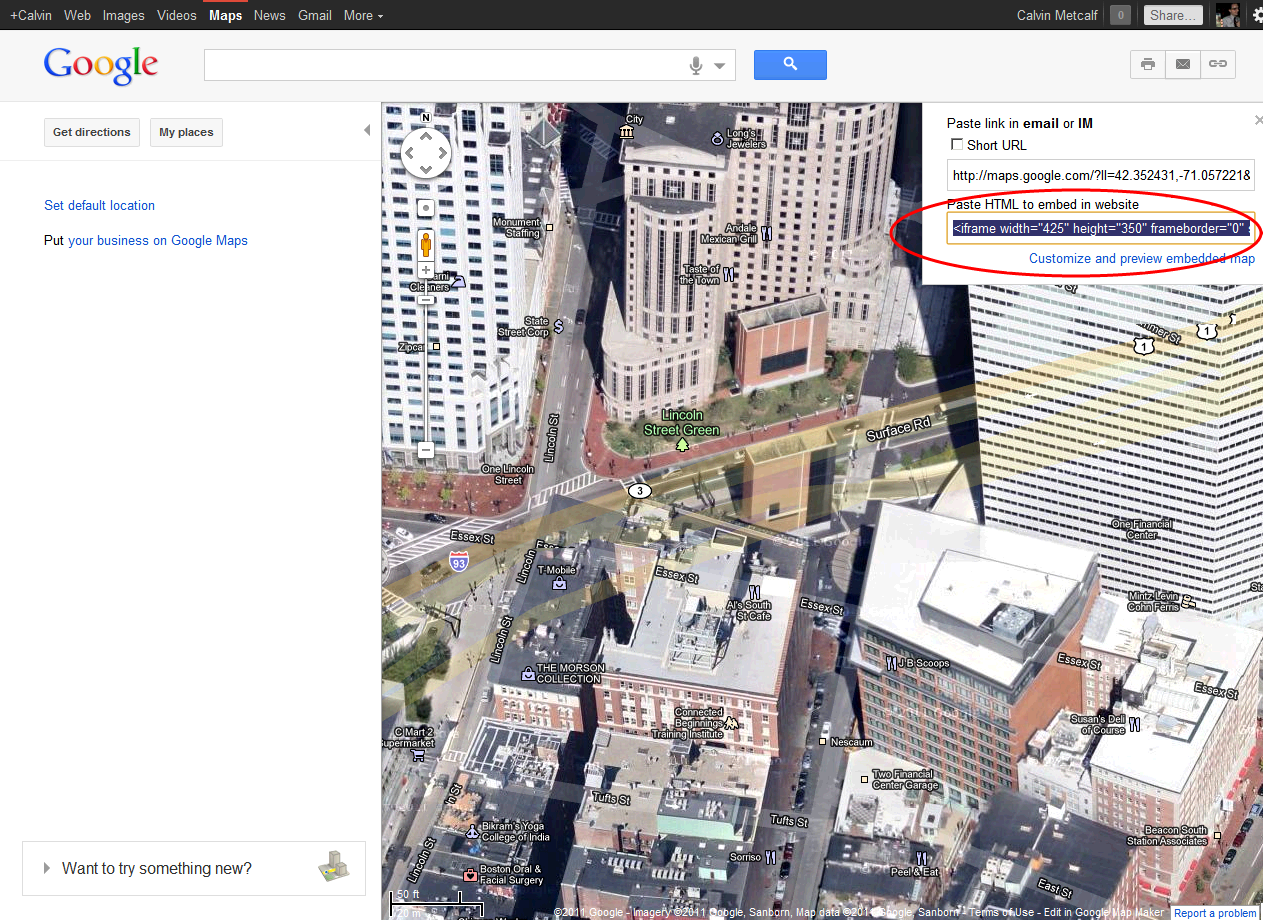 +Calvin Web Images Videos Maps News Gmail More
Calvin Metcalf 0 Share...
Google
Get directions
My places
Set default location
Put your business on Google Maps
Want to try something new?
Paste link in email or IM
Short URL
http://maps.google.com/?ll=42.352431,-71.057221&
Paste HTML to embed in website
<iframe width="425" height="350" frameborder="0"
Customize and preview embedded map
N
City
Long's
Jewelers
Monument
Staffing
Andale
Mexican Grill
Taste of
the Town
Cleaners
State
Street Corp
Zipcar
1
1
Lincoln
Street Green
Surface Rd
Lincoln St
One Lincoln
Street
3
Essex St
93
Lincoln
T-Mobile
Essex St
Al's South
St Cafe
Essex St
One Financial
Center
Mintz Levin
Cohn Ferris
Lincoln St
THE MORSON
COLLECTION
J B Scoops
Essex St
Essex St
Connected
Beginnings
Training Institute
Susan's Deli
of Course
C Mart 2
Supermarket
Nescaum
Two Financial
Center Garage
Tufts St
Tufts St
Bikram's Yoga
College of India
Beacon South
Station Associates
Lincoln St
Sorriso
Peel & Eat
Boston Oral &
Facial Surgery
East St
50 ft
20 m
©2011 Google - Imagery ©2011 Google, Sanborn, Map data ©2011 Google, Sanborn - Terms of Use - Edit in Google Map Maker Report a problem